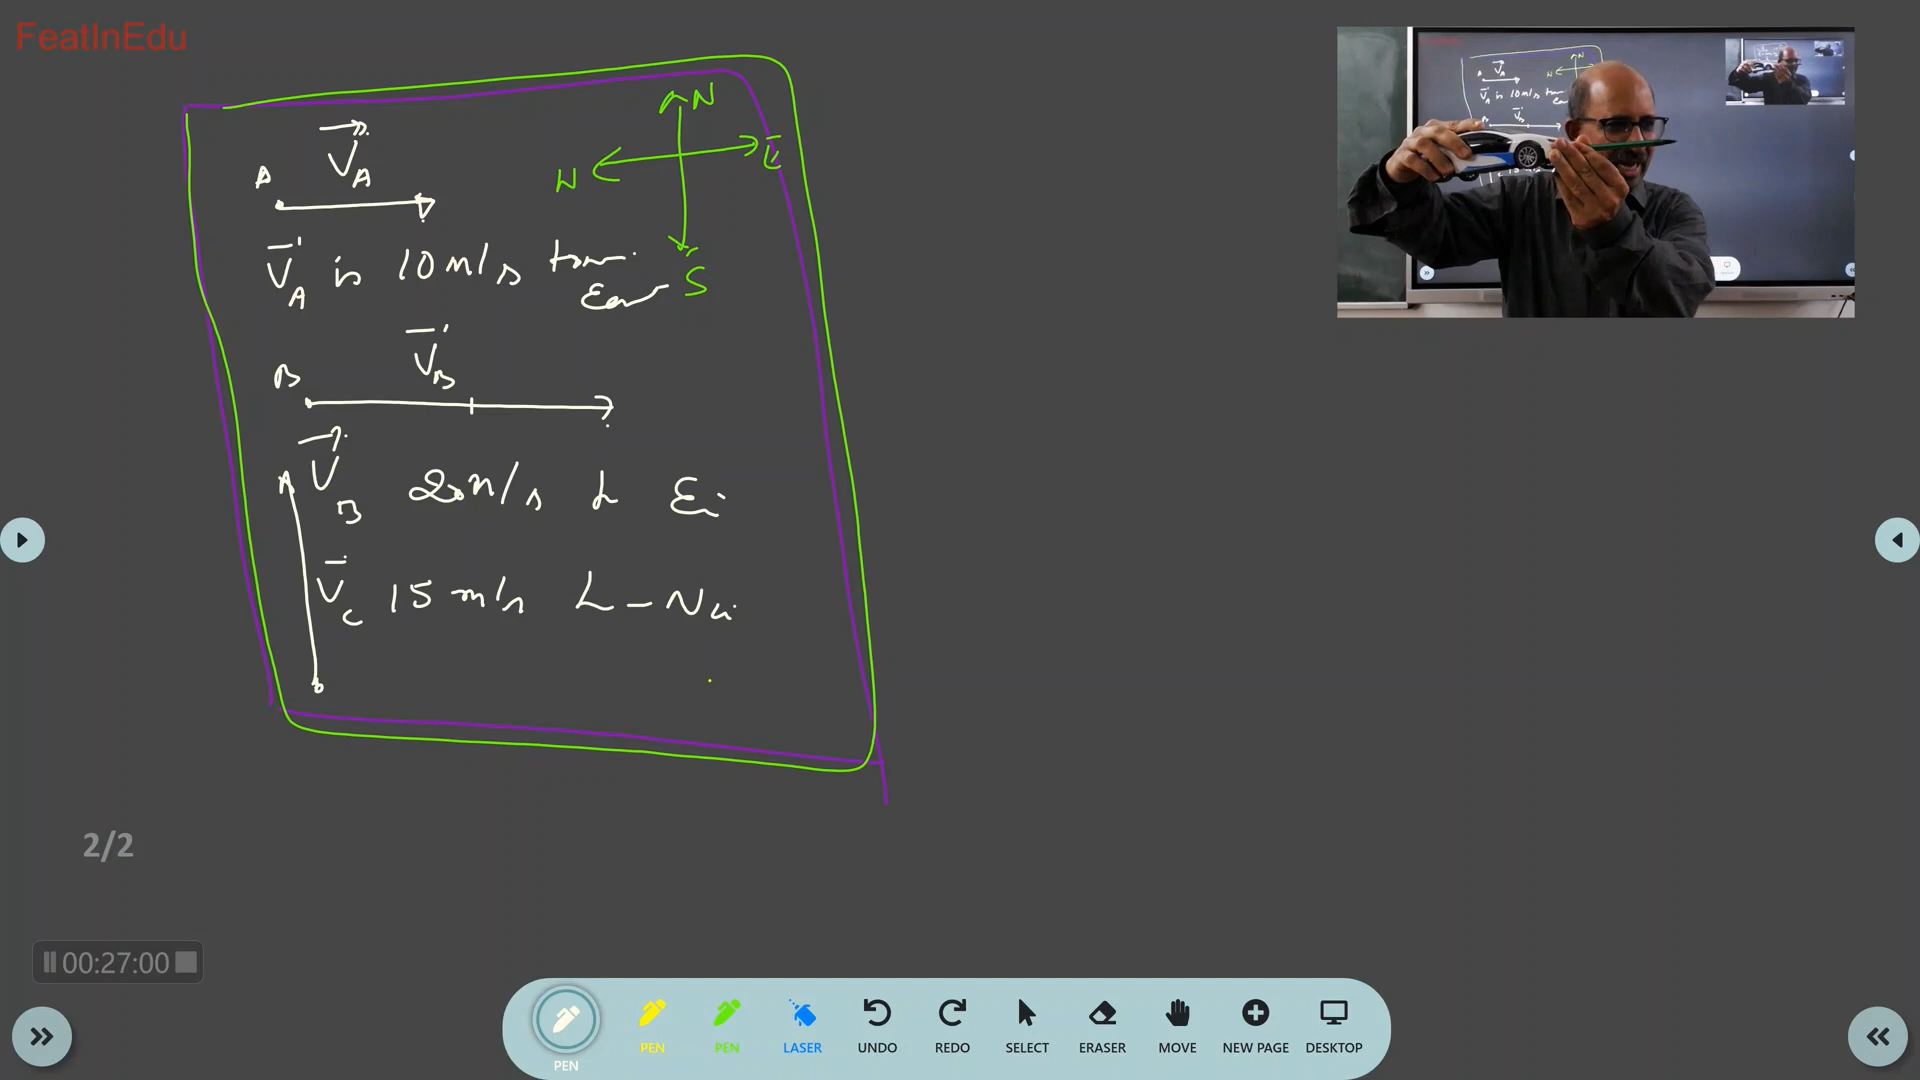 FeatInEdu
N
V A
A
E
W
V A is 10 m/s tow
S
V B
B
V B 20 m/s
V C 15 m/s
2/2
00:27:00
PEN
PEN
PEN
LASER
UNDO
REDO
SELECT
ERASER
MOVE
NEW PAGE
DESKTOP